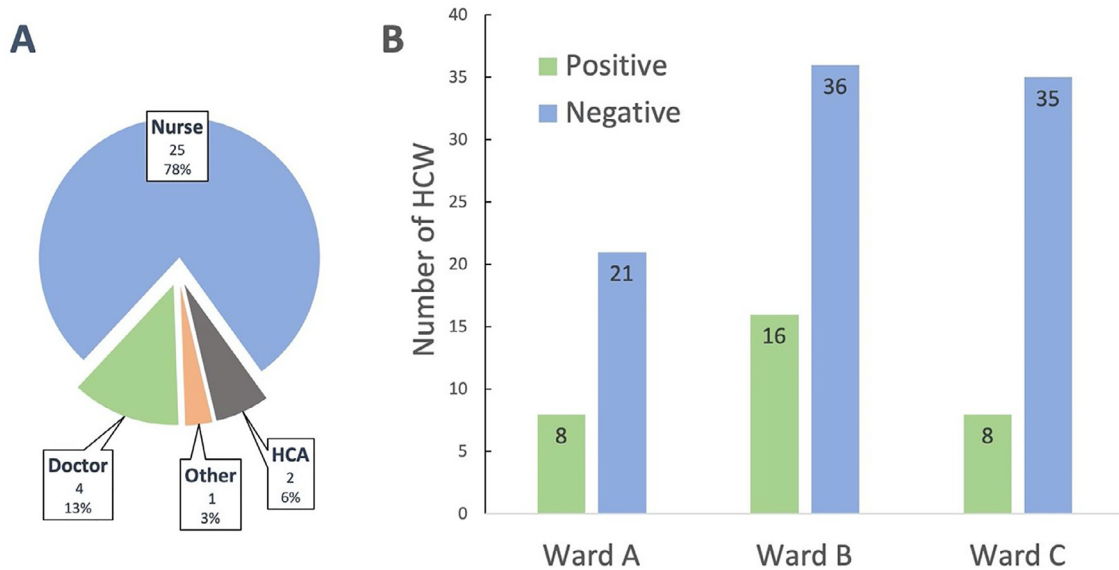 A
Nurse
25
78%
Doctor
4
13%
Other
1
3%
HCA
2
6%
B
Number of HCW
40
35
30
25
20
15
10
5
0
Positive
Negative
8
21
16
36
8
35
Ward A
Ward B
Ward C